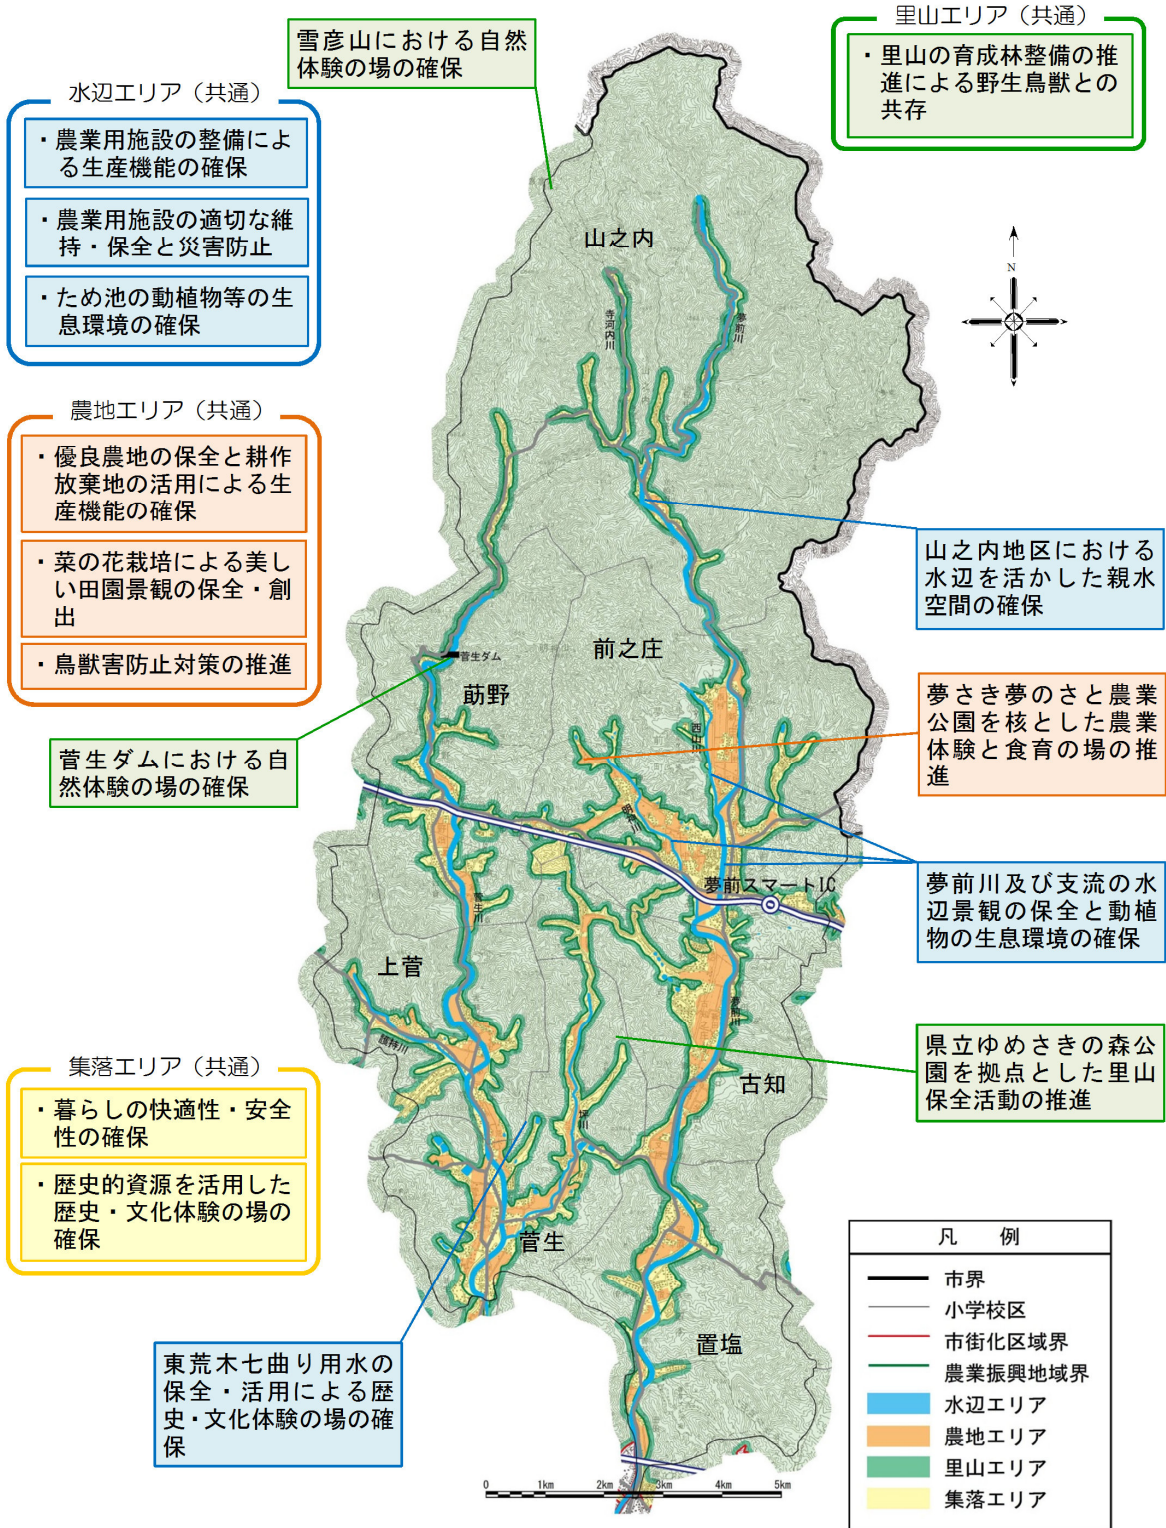 雪彦山における自然
体験の場の確保
里山エリア（共通）
・里山の育成林整備の推
進による野生鳥獣との
共存
水辺エリア（共通）
・農業用施設の整備によ
る生産機能の確保
・農業用施設の適切な維
持・保全と災害防止
・ため池の動植物等の生
息環境の確保
農地エリア（共通）
・優良農地の保全と耕作
放棄地の活用による生
産機能の確保
・菜の花栽培による美し
い田園景観の保全・創
出
・鳥獣害防止対策の推進
菅生ダムにおける自
然体験の場の確保
集落エリア（共通）
・暮らしの快適性・安全
性の確保
・歴史的資源を活用した
歴史・文化体験の場の
確保
東荒木七曲り用水の
保全・活用による歴
史・文化体験の場の確
保
山之内
寺河内川
夢前川
N
山之内地区における
水辺を活かした親水
空間の確保
前之庄
菅生ダム
莇野
夢さき夢のさと農業
公園を核とした農業
体験と食育の場の推
進
明神川
夢前スマートIC
夢前川及び支流の水
辺景観の保全と動植
物の生息環境の確保
菅生川
上菅
夢前川
県立ゆめさきの森公
園を拠点とした里山
保全活動の推進
古知
菅生
置塩
凡　例
市界
小学校区
市街化区域界
農業振興地域界
水辺エリア
農地エリア
里山エリア
集落エリア
0 1km 2km 3km 4km 5km